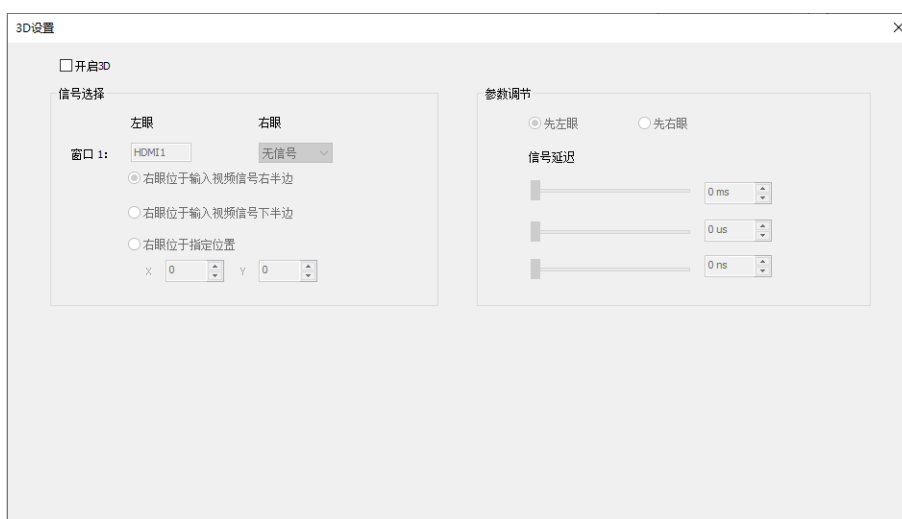 3D设置
开启3D
信号选择
左眼 右眼
窗口 1: HDMI1 无信号
右眼位于输入视频信号右半边
右眼位于输入视频信号下半边
右眼位于指定位置
X 0 Y 0
参数调节
先左眼 先右眼
信号延迟
0 ms
0 us
0 ns